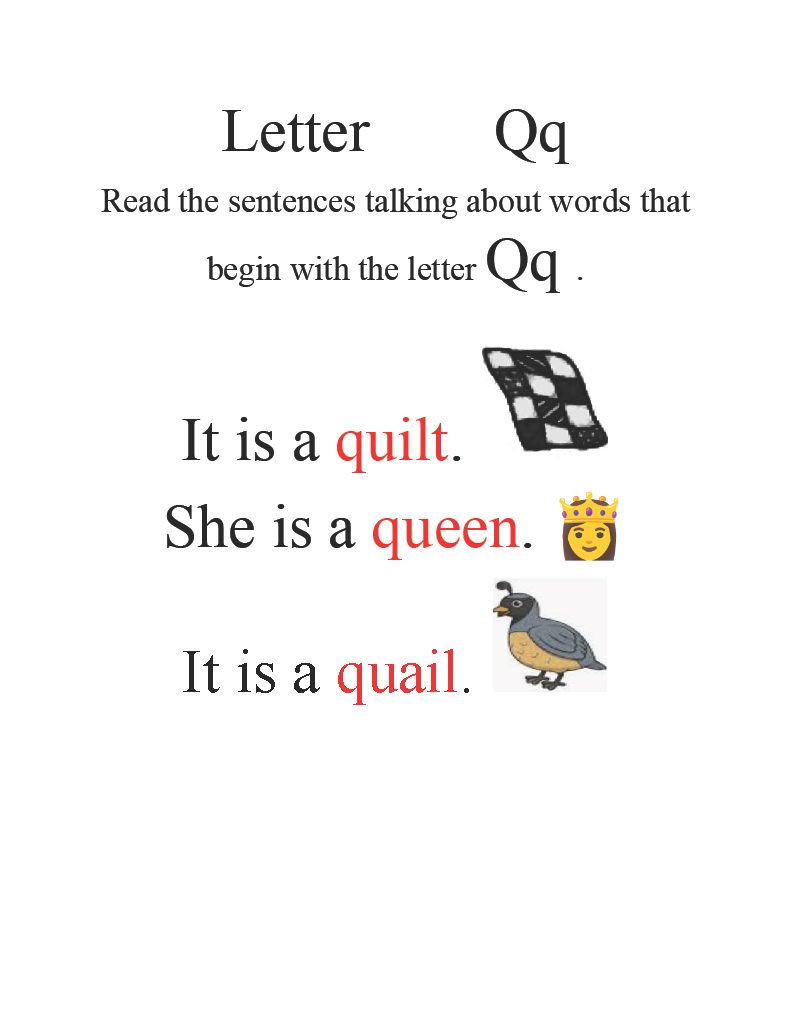 Letter Qq
Read the sentences talking about words that
begin with the letter Qq .
It is a quilt.
She is a queen.
It is a quail.